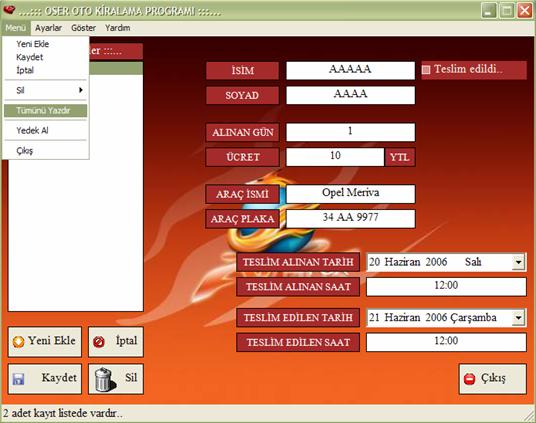 ...::: OSER OTO KİRALAMA PROGRAMI :::...
Menü Ayarlar Göster Yardım
Yeni Ekle
Kaydet
İptal
Sil
Tümünü Yazdır
Yedek Al
Çıkış
:::...
İSİM AAAAA
Teslim edildi..
SOYAD AAAA
ALINAN GÜN 1
ÜCRET 10 YTL
ARAÇ İSMİ Opel Meriva
ARAÇ PLAKA 34 AA 9977
TESLİM ALINAN TARİH 20 Haziran 2006 Salı
TESLİM ALINAN SAAT 12:00
TESLİM EDİLEN TARİH 21 Haziran 2006 Çarşamba
TESLİM EDİLEN SAAT 12:00
Yeni Ekle İptal
Kaydet Sil
Çıkış
2 adet kayıt listede vardır..